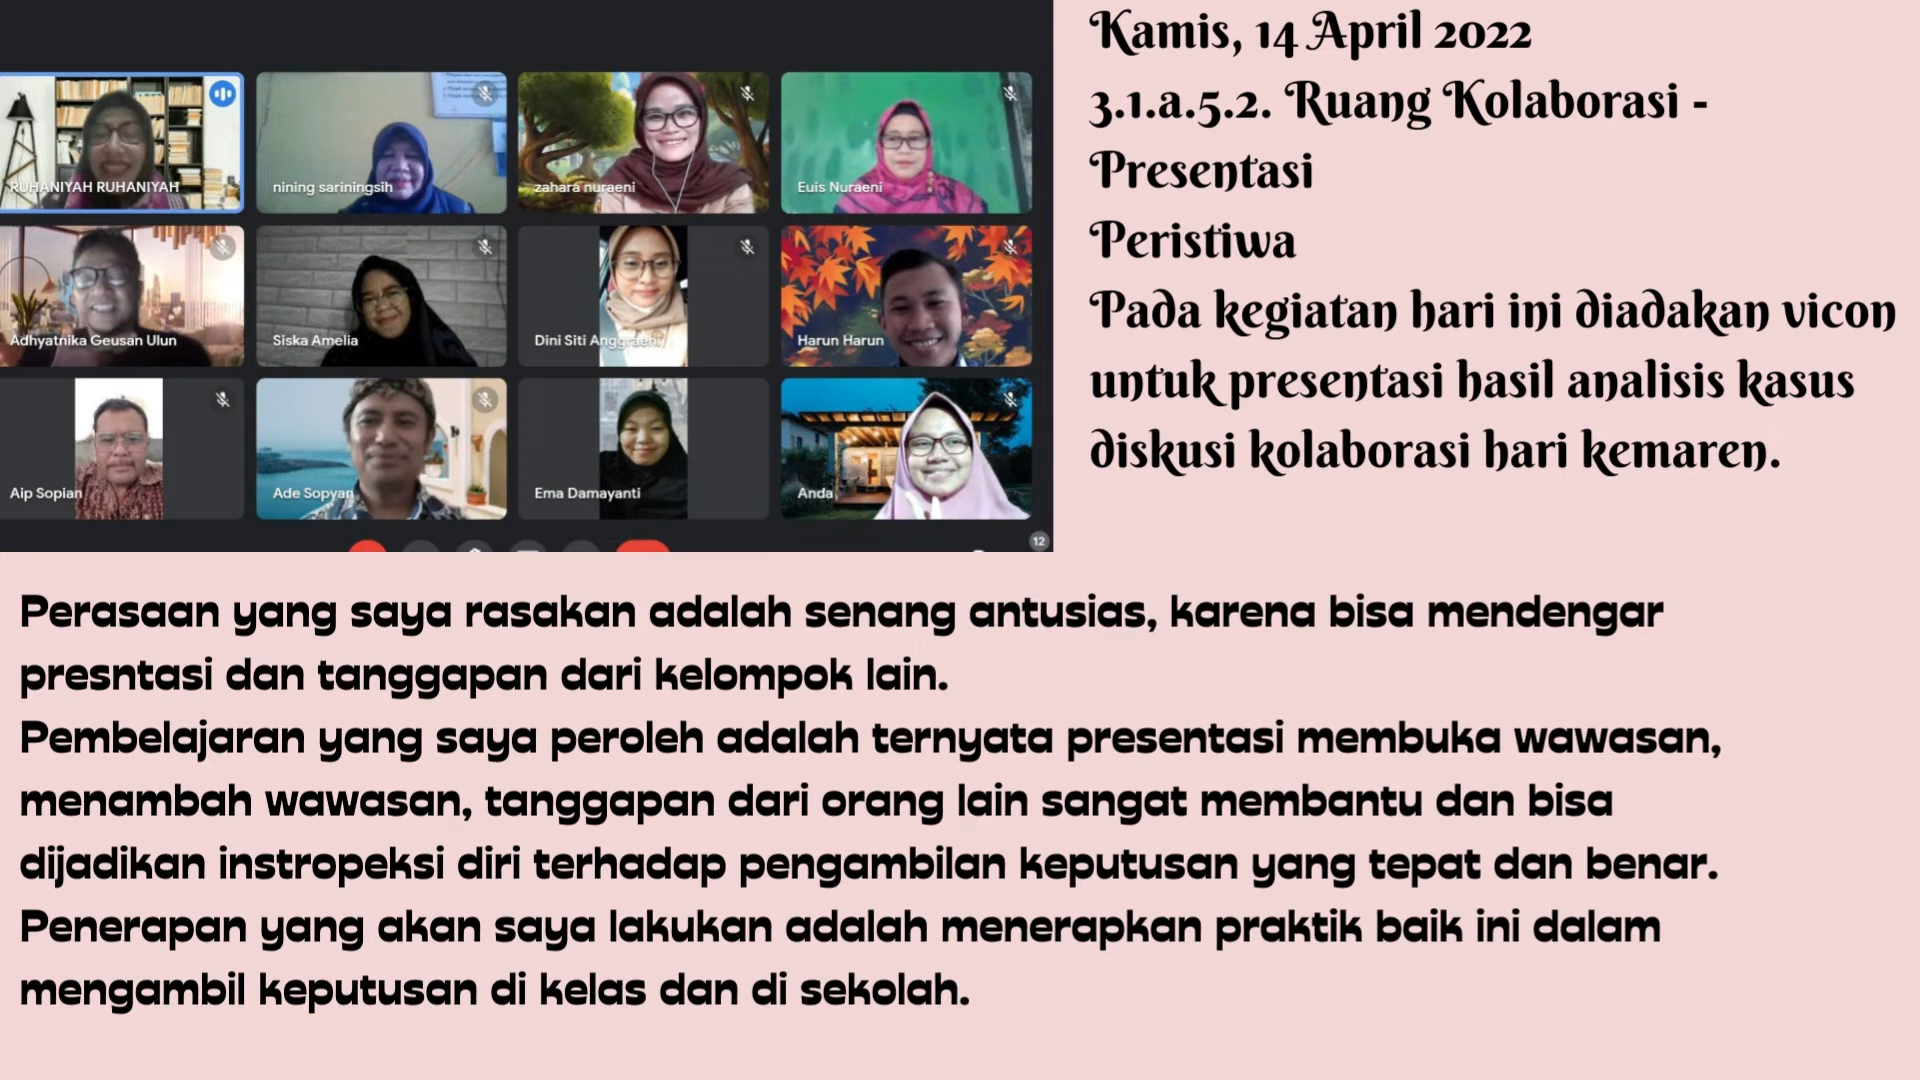 RUHANIYAH RUHANIYAH
nining sariningsih
zahara nuraeni
Euis Nuraeni
Adhyatnika Geusan Ulun
Siska Amelia
Dini Siti Anggraeni
Harun Harun
Aip Sopian
Ade Sopyan
Ema Damayanti
Anda
12
Kamis, 14 April 2022
3.1.a.5.2. Ruang Kolaborasi -
Presentasi
Peristiwa
Pada kegiatan hari ini diadakan vicon
untuk presentasi hasil analisis kasus
diskusi kolaborasi hari kemaren.
Perasaan yang saya rasakan adalah senang antusias, karena bisa mendengar
presntasi dan tanggapan dari kelompok lain.
Pembelajaran yang saya peroleh adalah ternyata presentasi membuka wawasan,
menambah wawasan, tanggapan dari orang lain sangat membantu dan bisa
dijadikan instropeksi diri terhadap pengambilan keputusan yang tepat dan benar.
Penerapan yang akan saya lakukan adalah menerapkan praktik baik ini dalam
mengambil keputusan di kelas dan di sekolah.